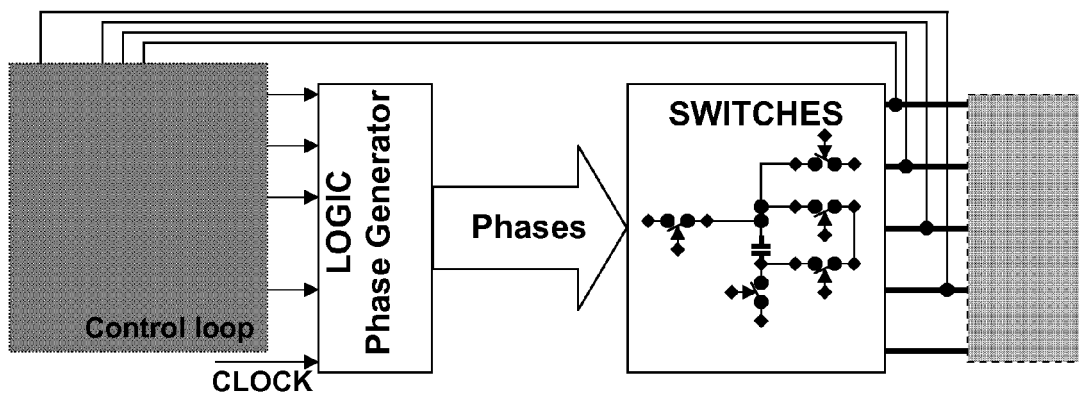 Control loop
CLOCK
LOGIC
Phase Generator
Phases
SWITCHES